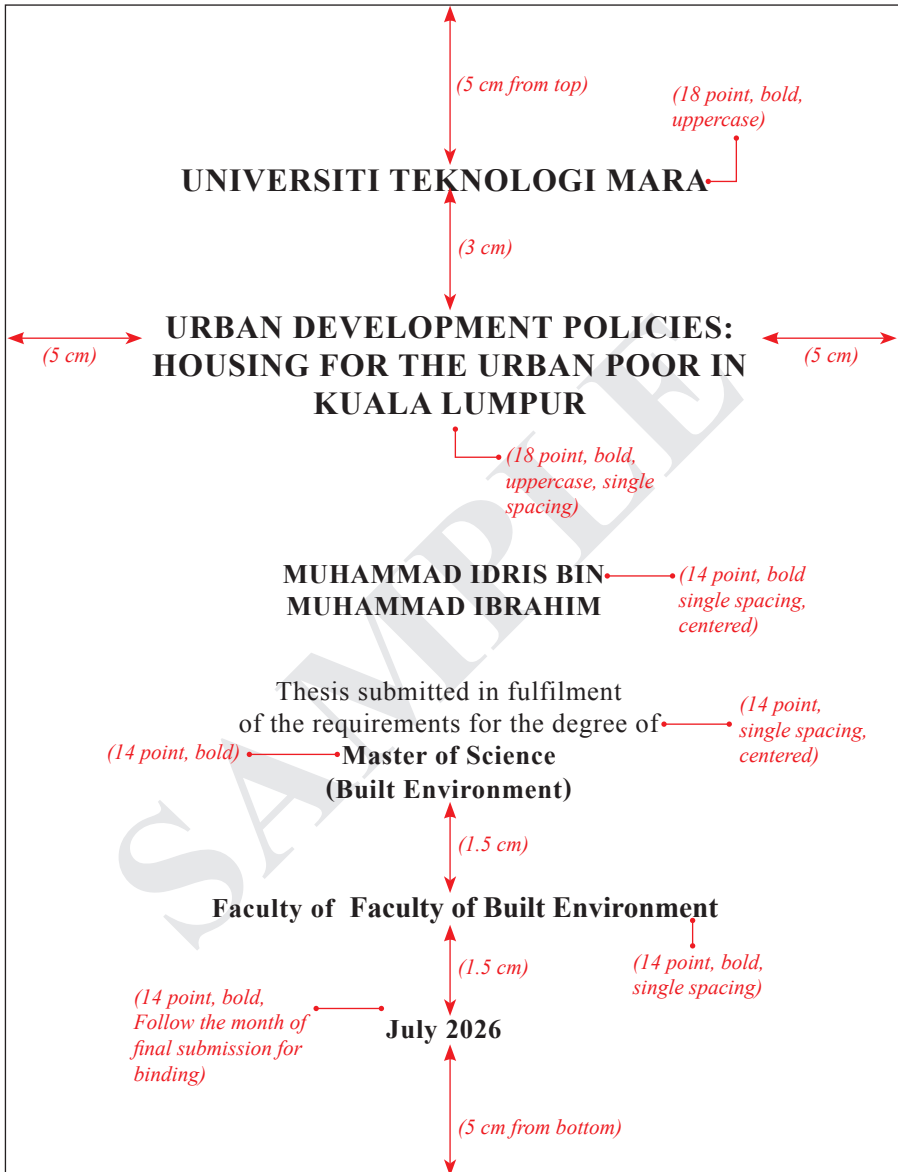 (5 cm from top)
(18 point, bold,
uppercase)
UNIVERSITI TEKNOLOGI MARA
(3 cm)
URBAN DEVELOPMENT POLICIES:
HOUSING FOR THE URBAN POOR IN
KUALA LUMPUR
(5 cm)
(5 cm)
(18 point, bold,
uppercase, single
spacing)
MUHAMMAD IDRIS BIN
MUHAMMAD IBRAHIM
(14 point, bold
single spacing,
centered)
Thesis submitted in fulfilment
of the requirements for the degree of
(14 point,
single spacing,
centered)
(14 point, bold)
Master of Science
(Built Environment)
(1.5 cm)
Faculty of Faculty of Built Environment
(1.5 cm)
(14 point, bold,
single spacing)
(14 point, bold,
Follow the month of
final submission for
binding)
July 2026
(5 cm from bottom)
SAMPLE